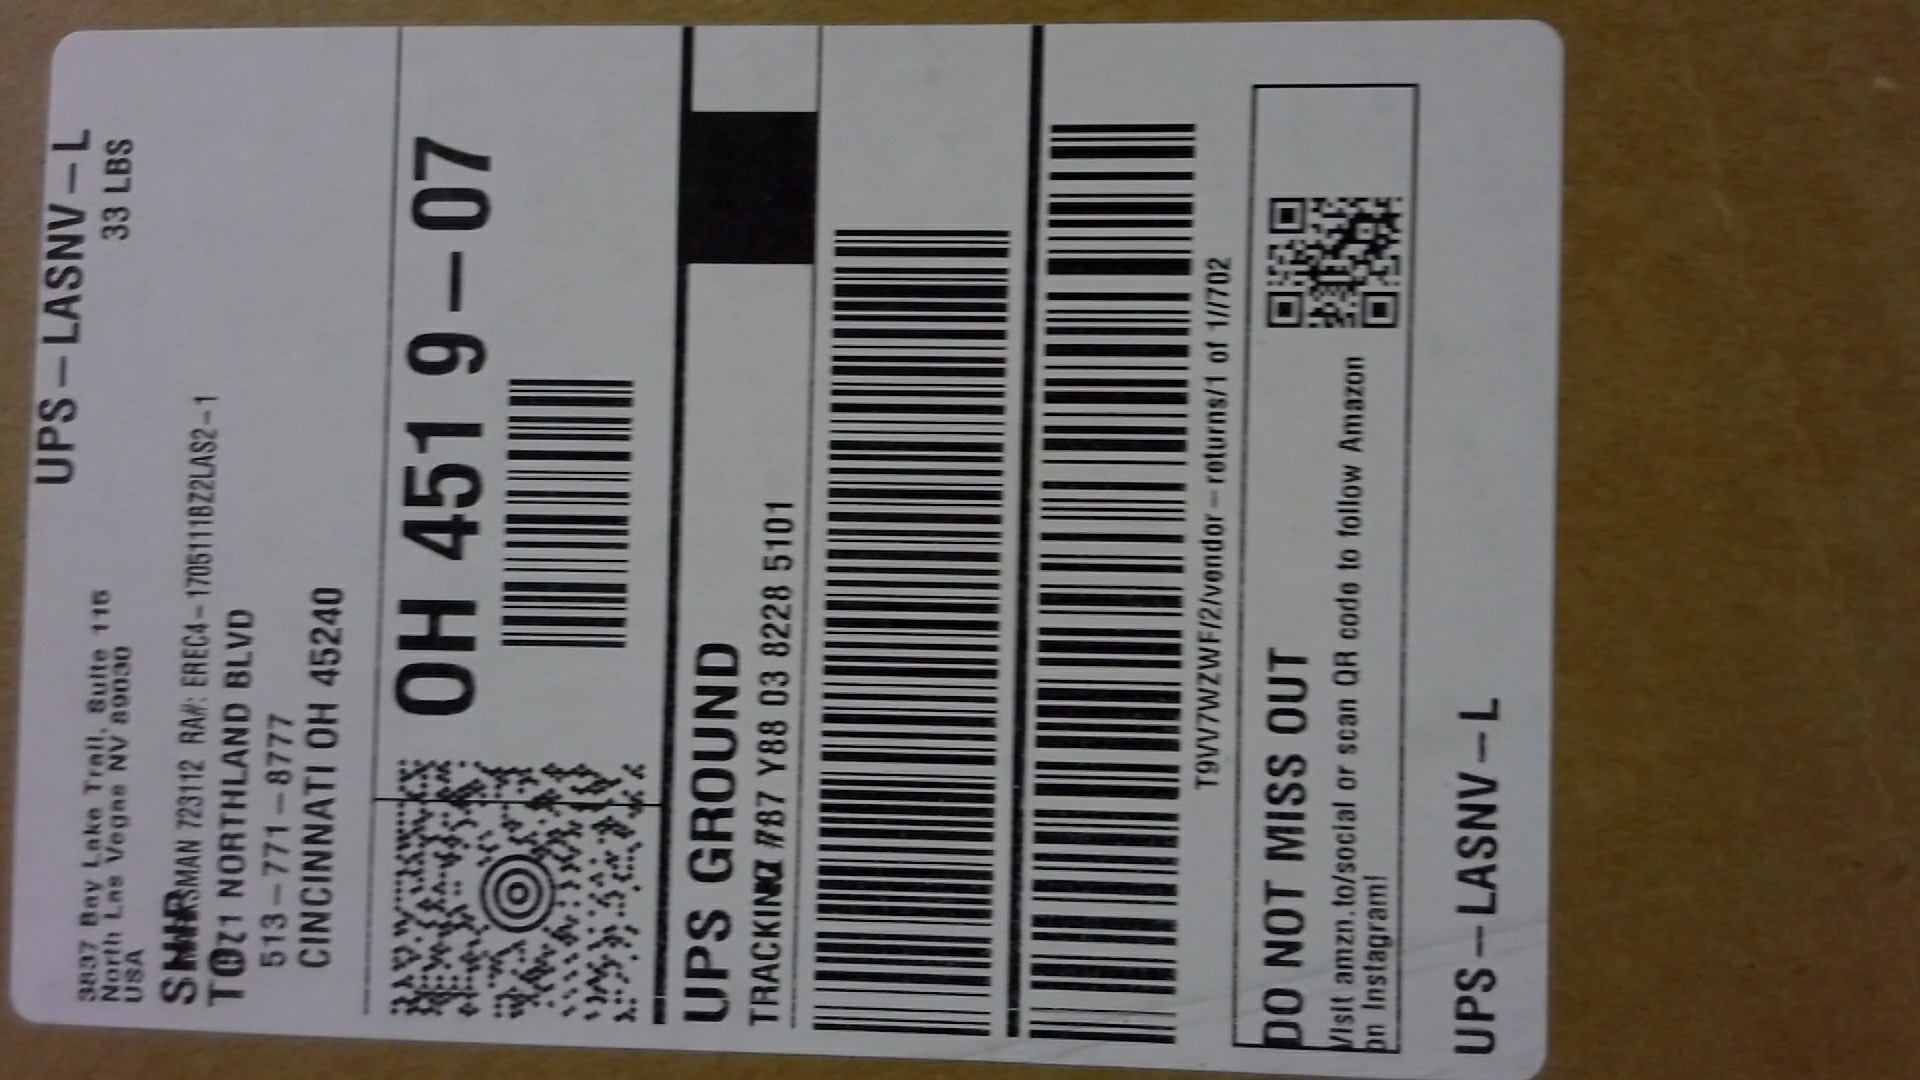 UPS-LASNV-L
33 LBS
3837 Bay Lake Trail, Suite 115
North Las Vegas NV 89030
USA
SHIP
723112 RA#: EREC4-1705111BZ2LAS2-1
TO: NORTHLAND BLVD
513-771-8777
CINCINNATI OH 45240
OH 451 9-07
UPS GROUND
TRACKING #87 Y88 03 8228 5101
T9VV7WZWF/2/vendor-returns/1 of 1/702
DO NOT MISS OUT
Visit amzn.to/social or scan QR code to follow Amazon
on Instagram!
UPS-LASNV-L